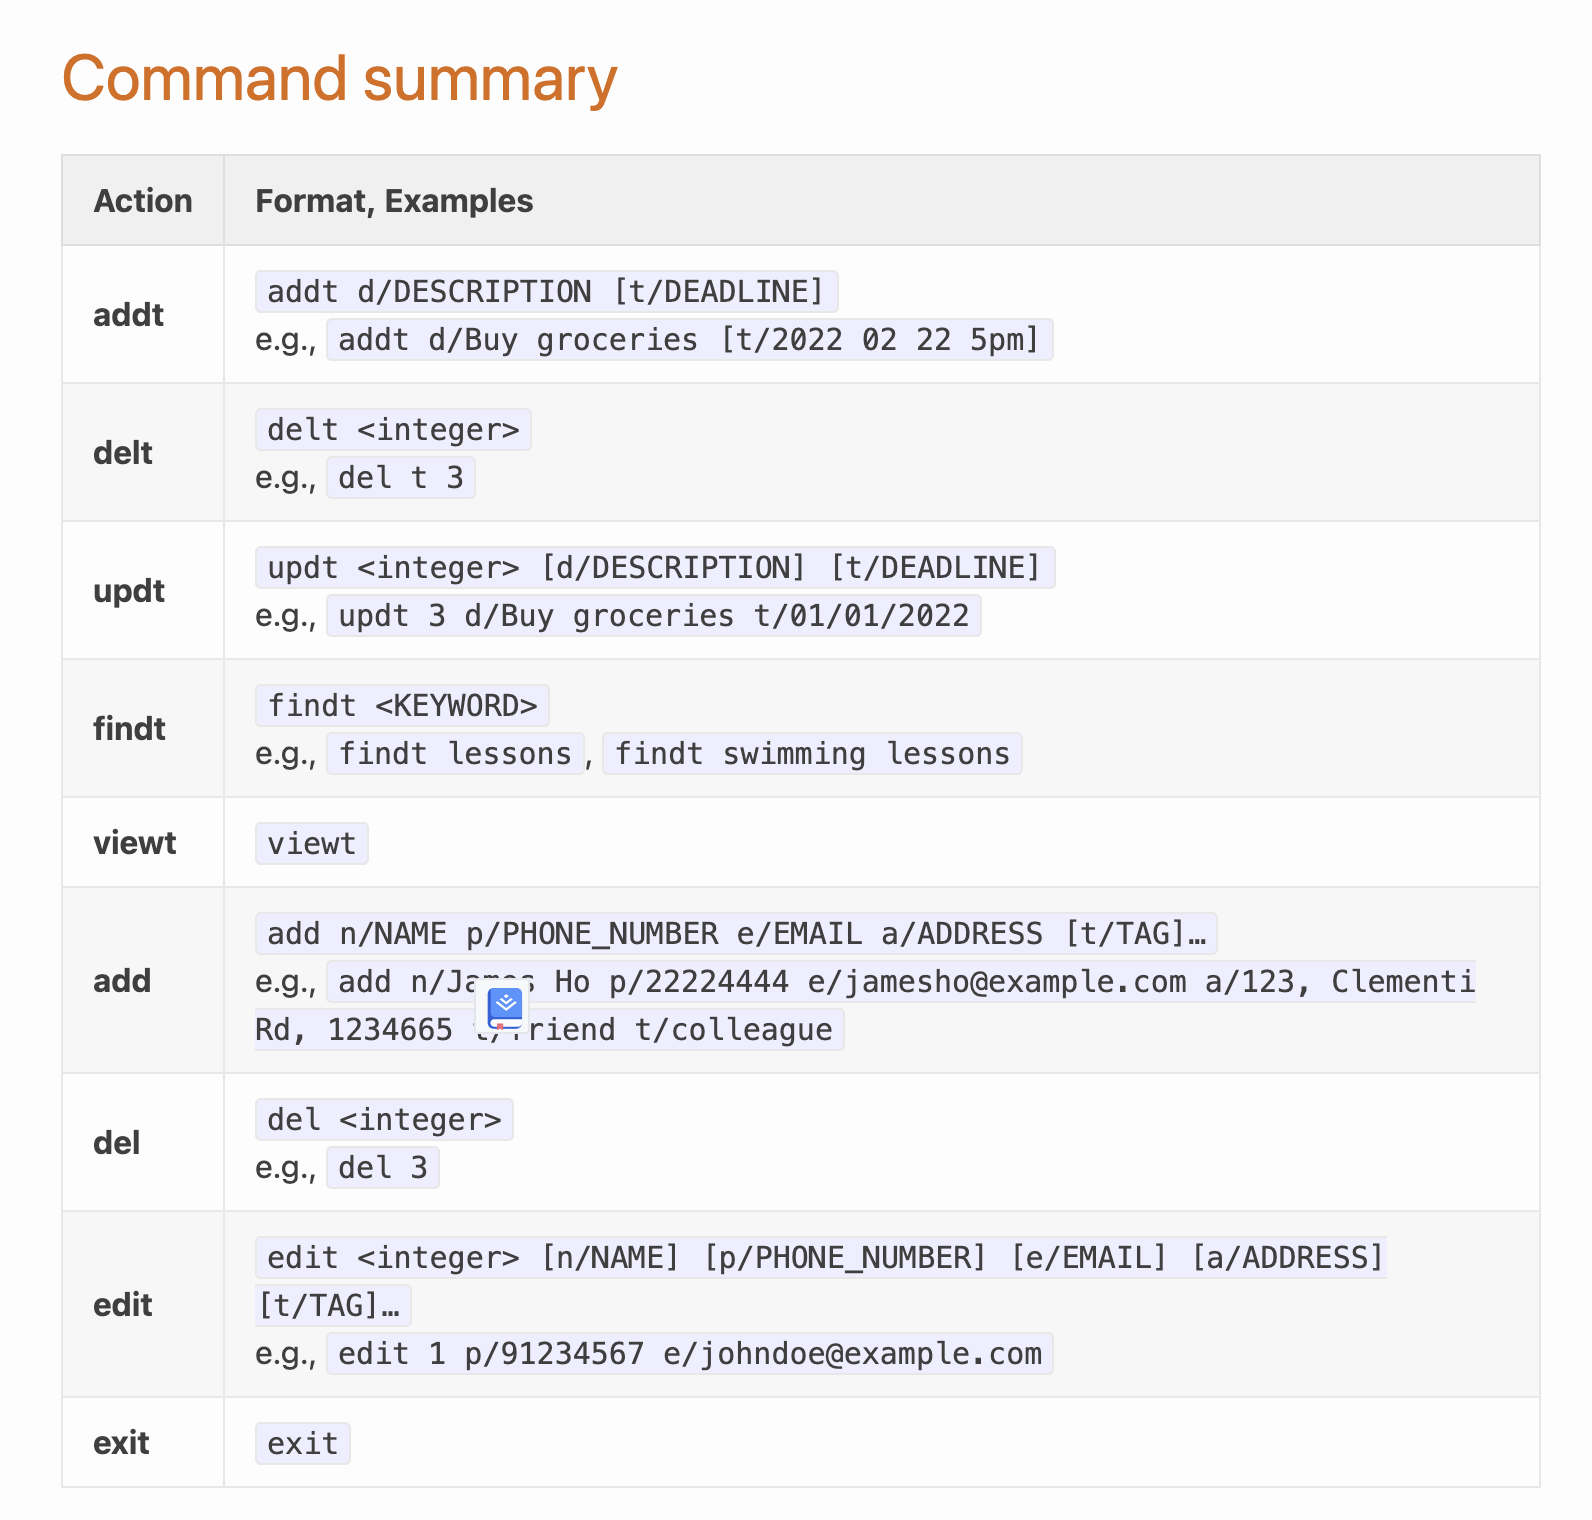 Command summary
Action Format, Examples
addt addt d/DESCRIPTION [t/DEADLINE]
e.g., addt d/Buy groceries [t/2022 02 22 5pm]
delt delt <integer>
e.g., del t 3
updt updt <integer> [d/DESCRIPTION] [t/DEADLINE]
e.g., updt 3 d/Buy groceries t/01/01/2022
findt findt <KEYWORD>
e.g., findt lessons, findt swimming lessons
viewt viewt
add add n/NAME p/PHONE_NUMBER e/EMAIL a/ADDRESS [t/TAG]…
e.g., add n/James Ho p/22224444 e/jamesho@example.com a/123, Clementi
Rd, 1234665 t/friend t/colleague
del del <integer>
e.g., del 3
edit edit <integer> [n/NAME] [p/PHONE_NUMBER] [e/EMAIL] [a/ADDRESS]
[t/TAG]…
e.g., edit 1 p/91234567 e/johndoe@example.com
exit exit